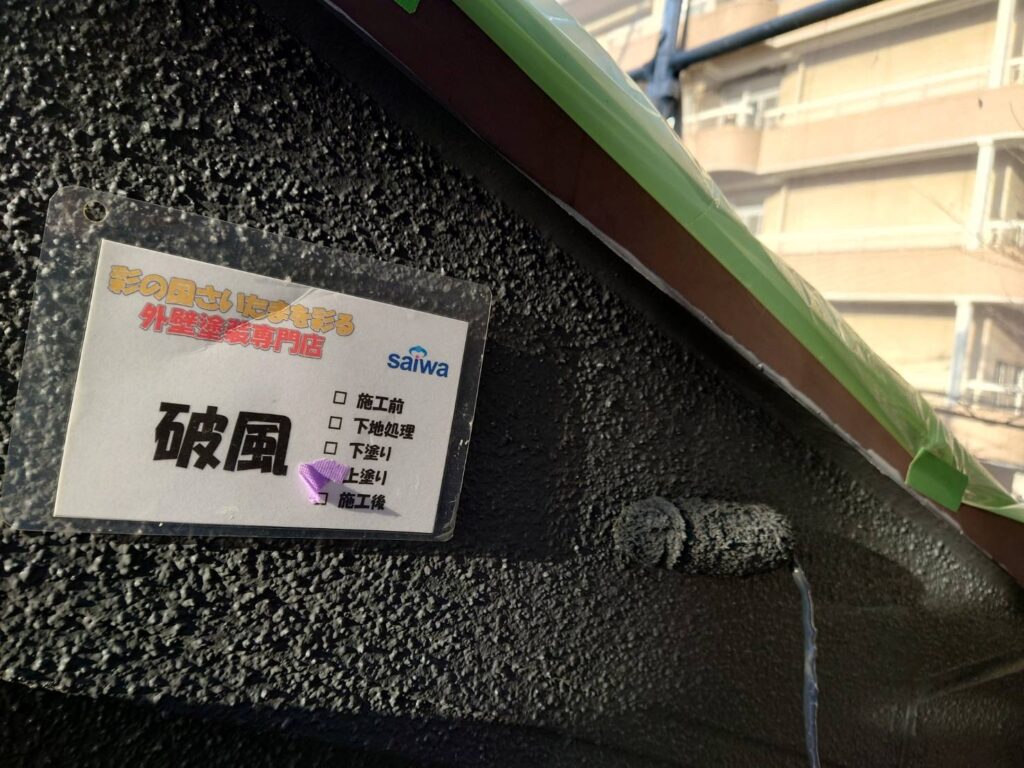 彩の国さいたまを彩る
外壁塗装専門店
saiwa
破風
□ 施工前
□ 下地処理
□ 下塗り
上塗り
□ 施工後